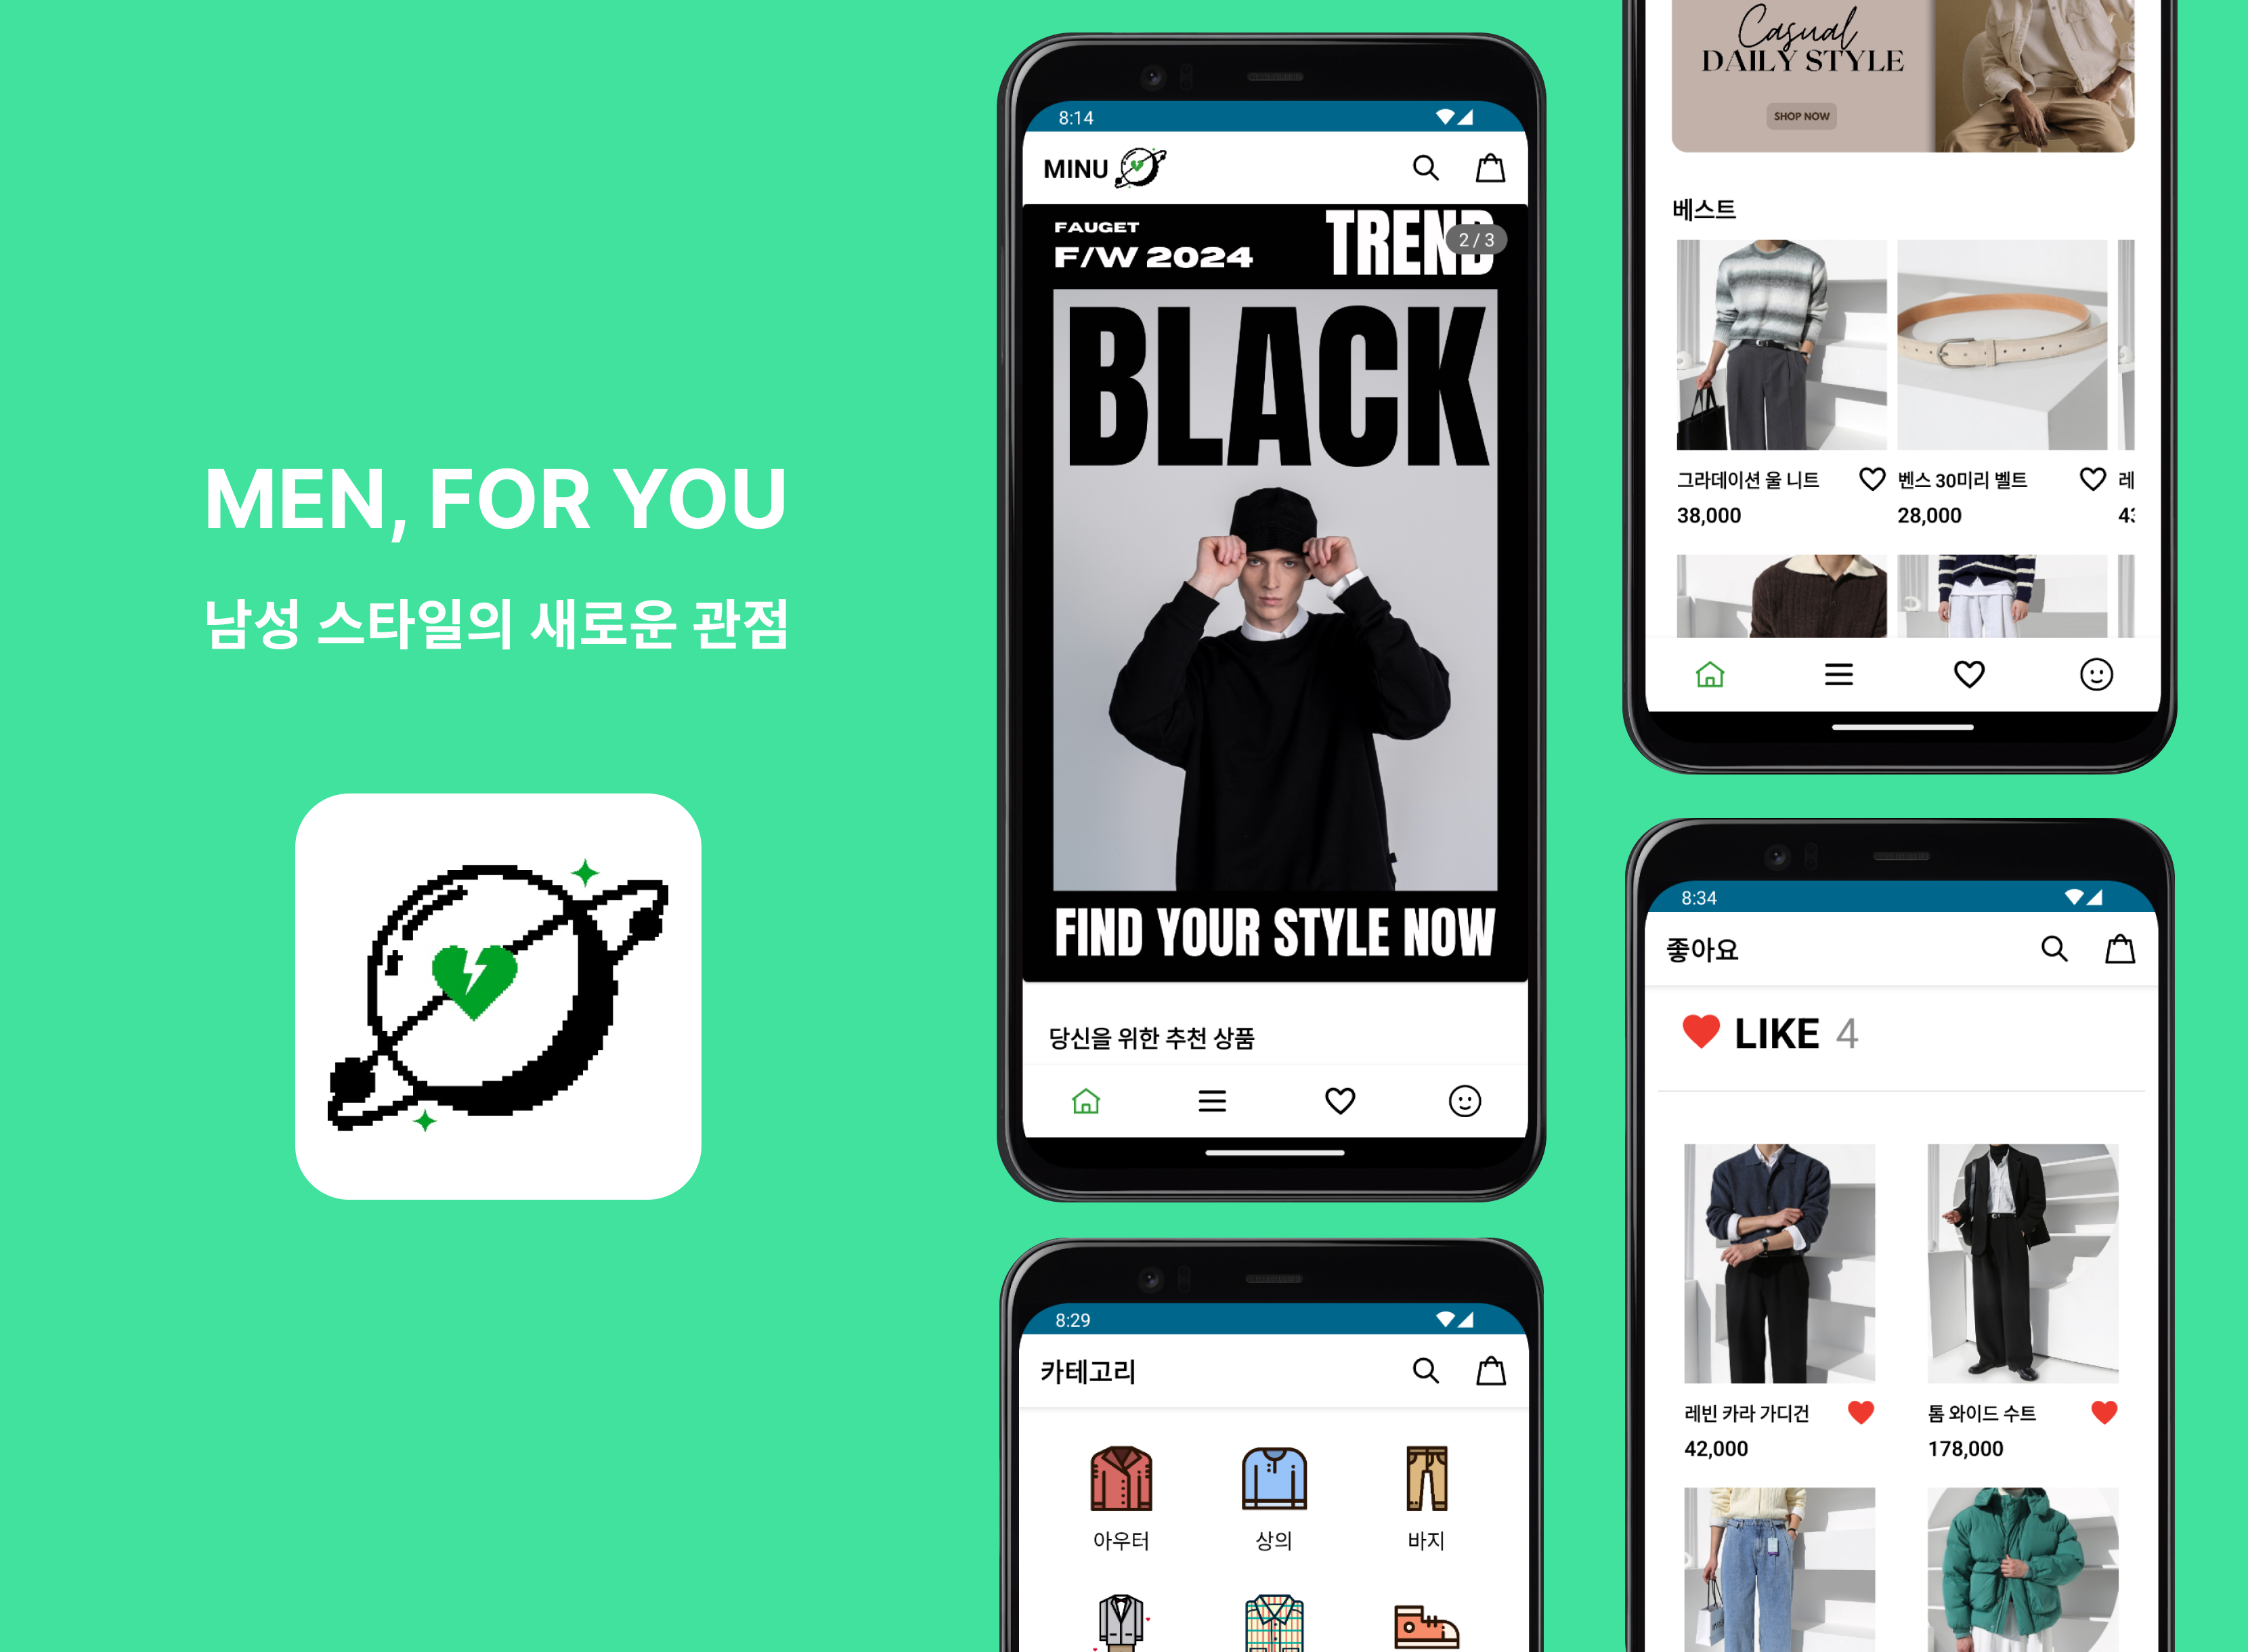 MEN, FOR YOU
남성 스타일의 새로운 관점
8:14
MINU
FAUGET
F/W 2024
TREND
2 / 3
BLACK
FIND YOUR STYLE NOW
당신을 위한 추천 상품
8:29
카테고리
아우터
상의
바지
Casual
DAILY STYLE
SHOP NOW
베스트
그라데이션 울 니트
38,000
벤스 30미리 벨트
28,000
레
8:34
좋아요
LIKE 4
레빈 카라 가디건
42,000
톰 와이드 수트
178,000